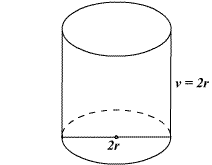 v = 2r
2r